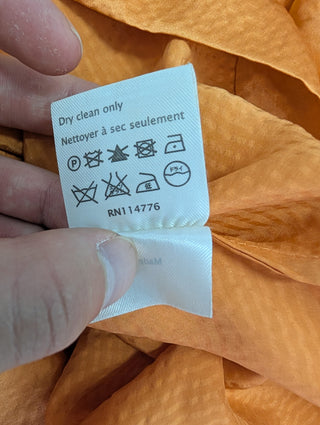 Dry clean only
Nettoyer à sec seulement
P
RN114776